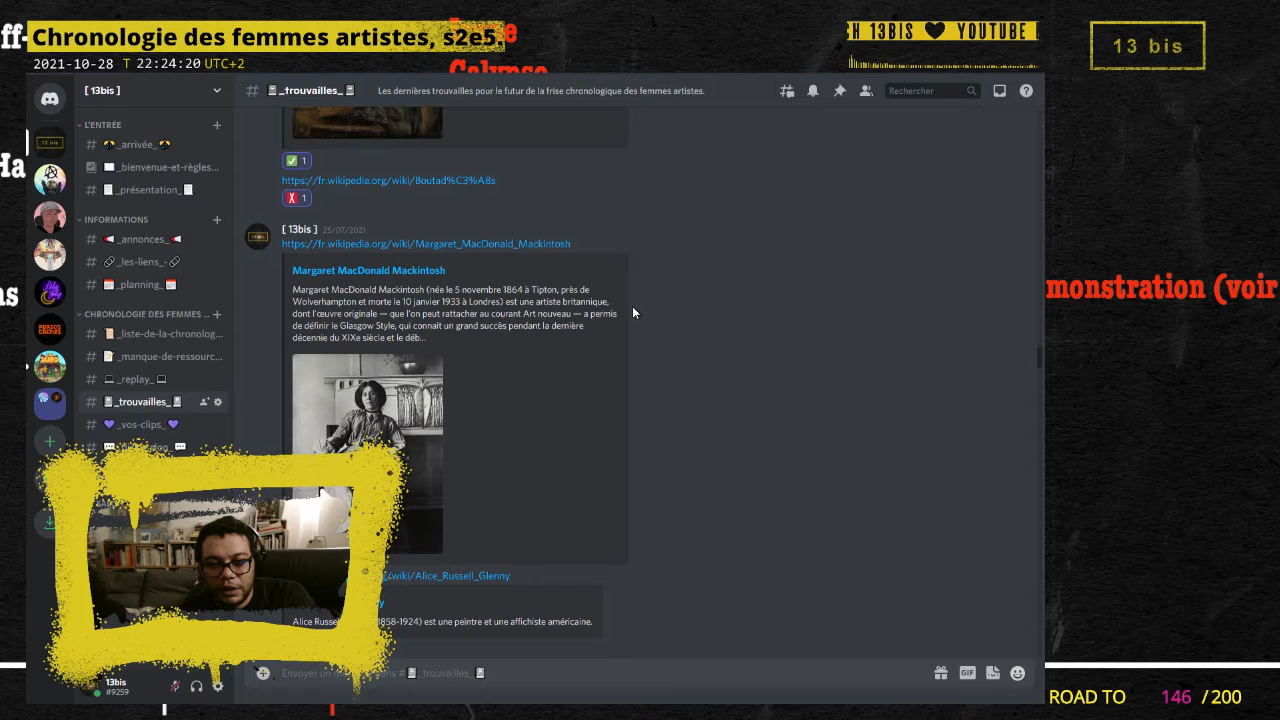 Chronologie des femmes artistes, s2e5.
2021-10-28 T 22:24:20 UTC+2
H 13BIS YOUTUBE
13 bis
Calypso
[ 13bis ]
# _trouvailles_
Les dernières trouvailles pour le futur de la frise chronologique des femmes artistes.
Rechercher
L'ENTRÉE
# _arrivée_
_bienvenue-et-règles...
# _présentation_
INFORMATIONS
# _annonces_
# _les-liens_-
# _planning_
CHRONOLOGIE DES FEMMES ...
# _liste-de-la-chronolog...
# _manque-de-ressourc...
# _replay_
# _trouvailles_
# _vos-clips_
1
https://fr.wikipedia.org/wiki/Boutad%C3%A8s
1
[ 13bis ] 25/07/2021
https://fr.wikipedia.org/wiki/Margaret_MacDonald_Mackintosh
Margaret MacDonald Mackintosh
Margaret MacDonald Mackintosh (née le 5 novembre 1864 à Tipton, près de
Wolverhampton et morte le 10 janvier 1933 à Londres) est une artiste britannique,
dont l'œuvre originale — que l'on peut rattacher au courant Art nouveau — a permis
de définir le Glasgow Style, qui connait un grand succès pendant la dernière
décennie du XIXe siècle et le déb...
wiki/Alice_Russell_Glenny
Alice Russe 1858-1924) est une peintre et une affichiste américaine.
Envoyer un m # _trouvailles_
GIF
13bis
#9259
monstration (voir
ROAD TO 146 / 200